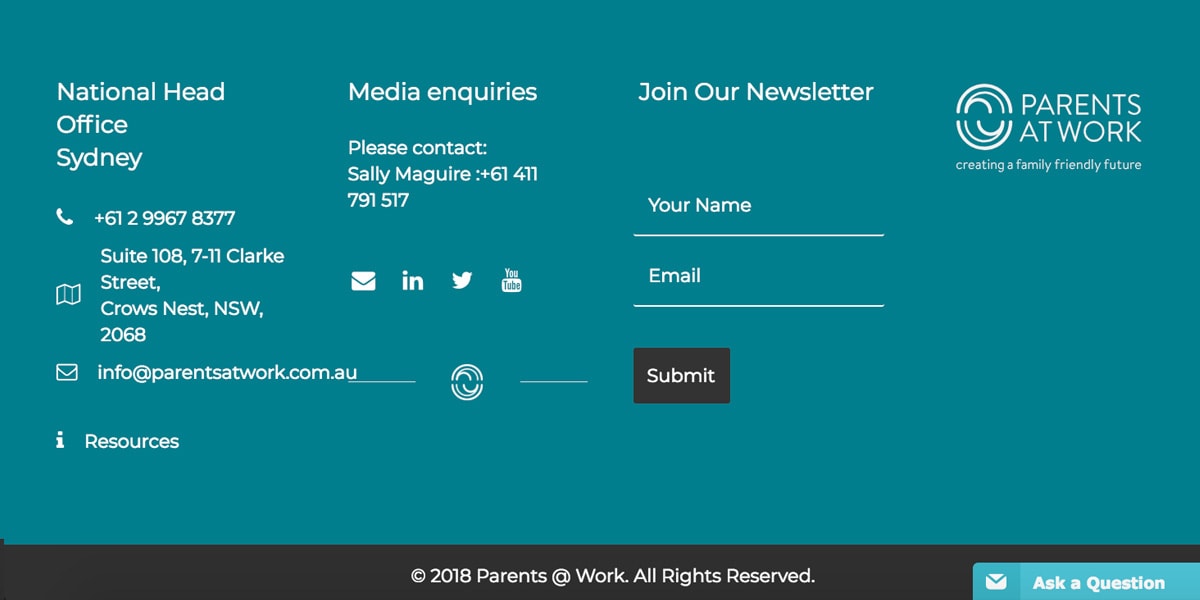 National Head
Office
Sydney
+61 2 9967 8377
Suite 108, 7-11 Clarke
Street,
Crows Nest, NSW,
2068
info@parentsatwork.com.au
Resources
Media enquiries
Please contact:
Sally Maguire :+61 411
791 517
You
Tube
Join Our Newsletter
Your Name
Email
Submit
PARENTS
AT WORK
creating a family friendly future
© 2018 Parents @ Work. All Rights Reserved.
Ask a Question